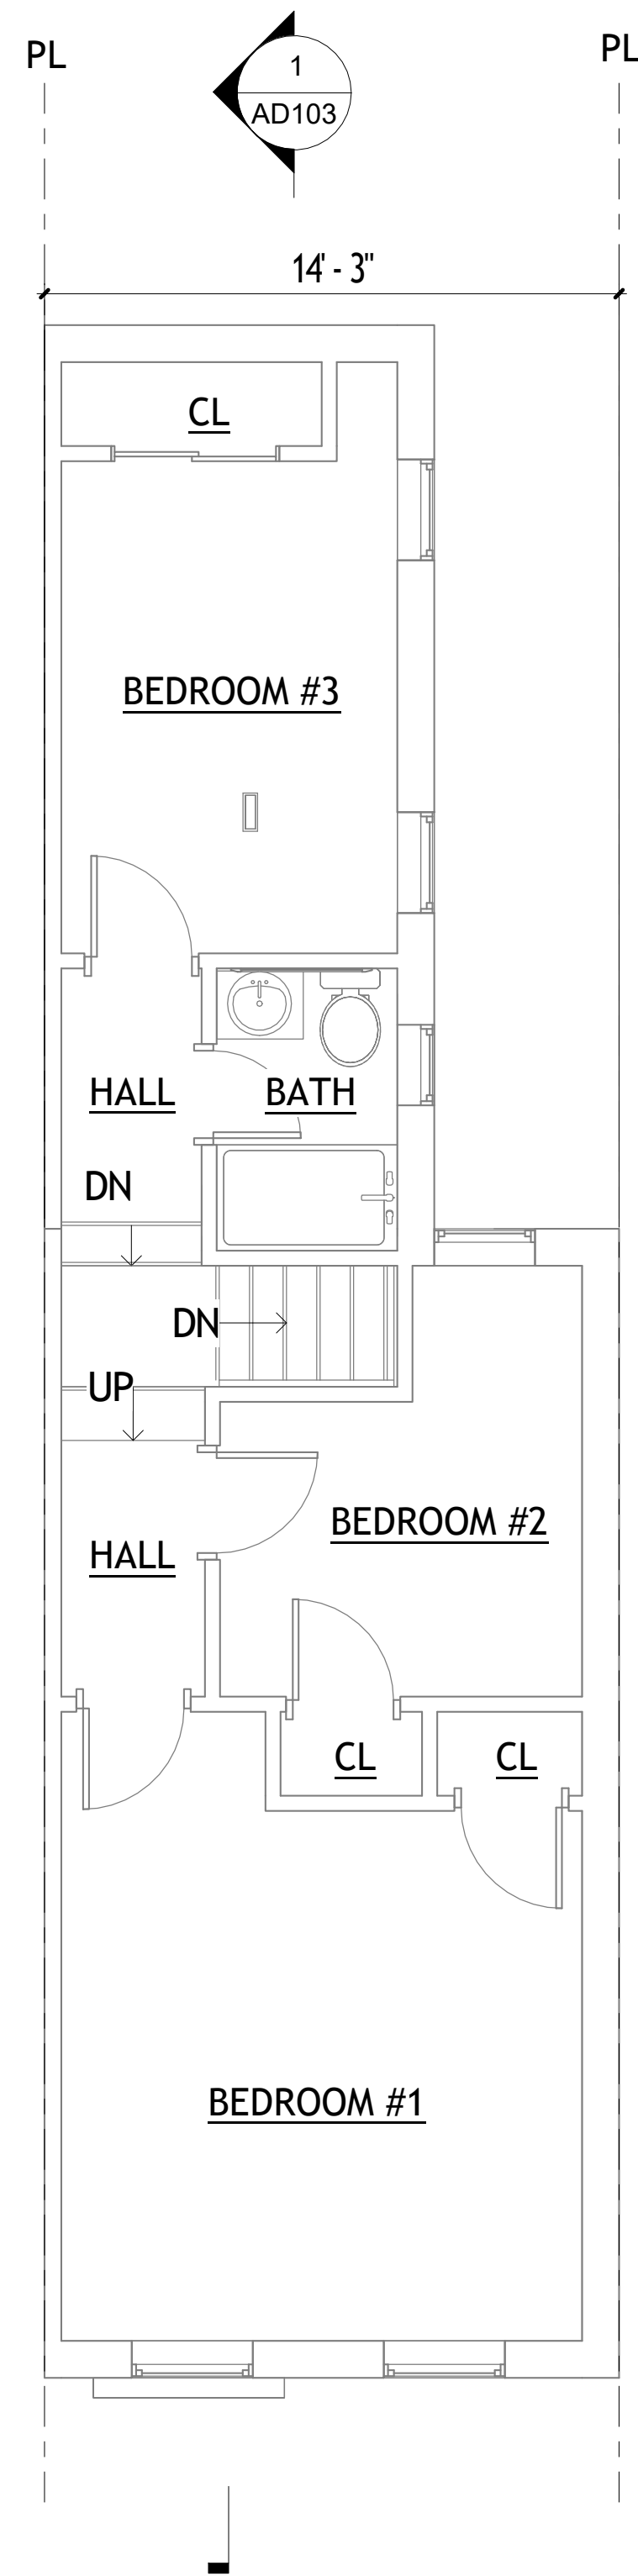 PL
PL
1
AD103
14' - 3"
CL
BEDROOM #3
HALL
BATH
DN
DN
UP
BEDROOM #2
HALL
CL
CL
BEDROOM #1